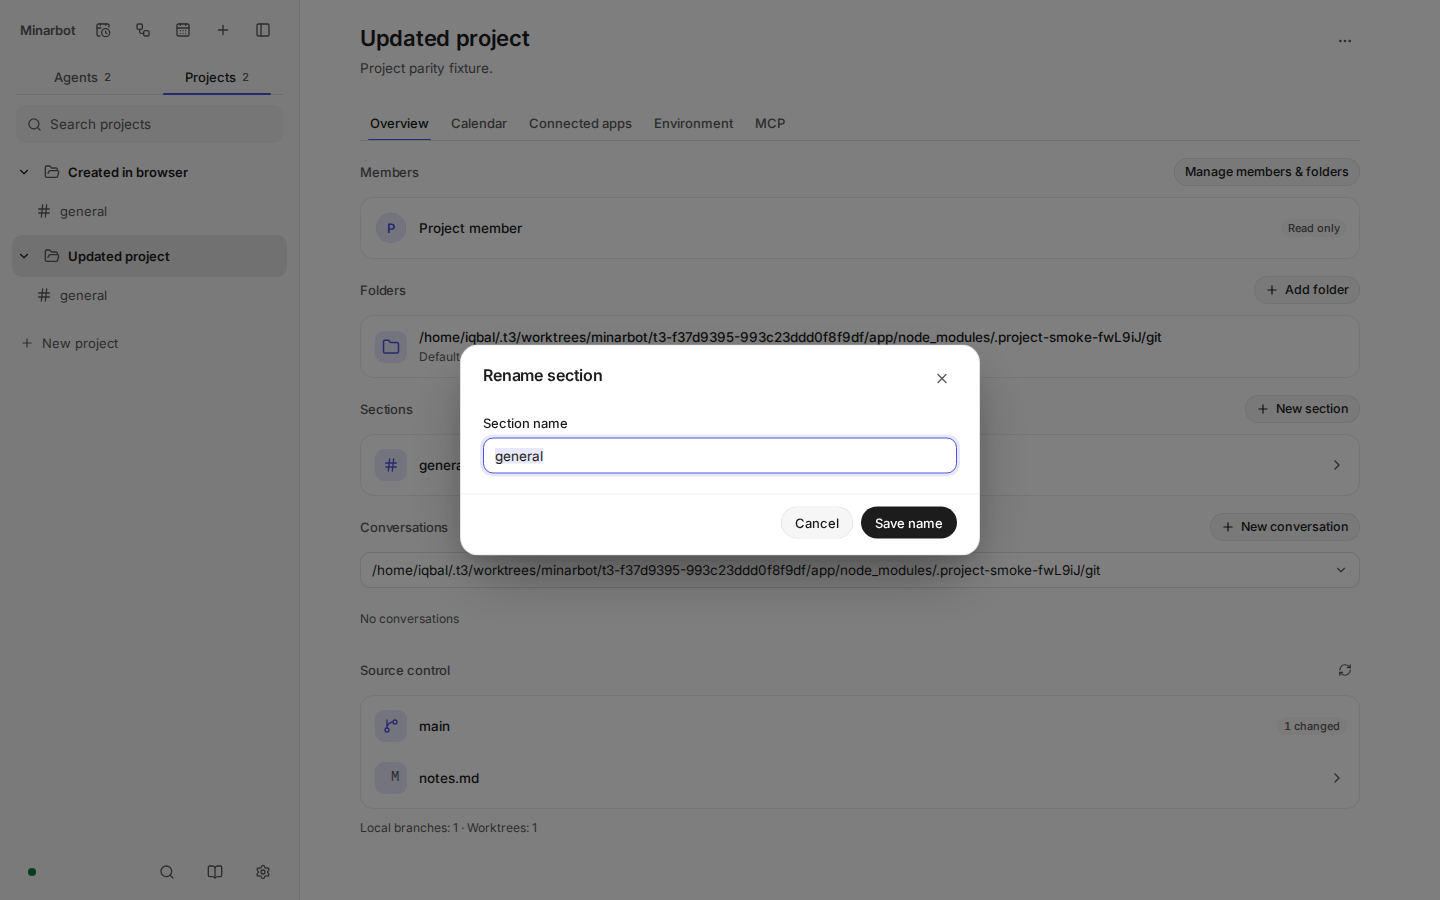 Minarbot
Agents 2
Projects 2
Search projects
Created in browser
general
Updated project
general
New project
Updated project
Project parity fixture.
Overview
Calendar
Connected apps
Environment
MCP
Members
Manage members & folders
P
Project member
Read only
Folders
Add folder
/home/iqbal/.t3/worktrees/minarbot/t3-f37d9395-993c23ddd0f8f9df/app/node_modules/.project-smoke-fwL9iJ/git
Default
Sections
New section
Rename section
Section name
general
Cancel
Save name
Conversations
New conversation
/home/iqbal/.t3/worktrees/minarbot/t3-f37d9395-993c23ddd0f8f9df/app/node_modules/.project-smoke-fwL9iJ/git
No conversations
Source control
main
1 changed
M
notes.md
Local branches: 1 · Worktrees: 1